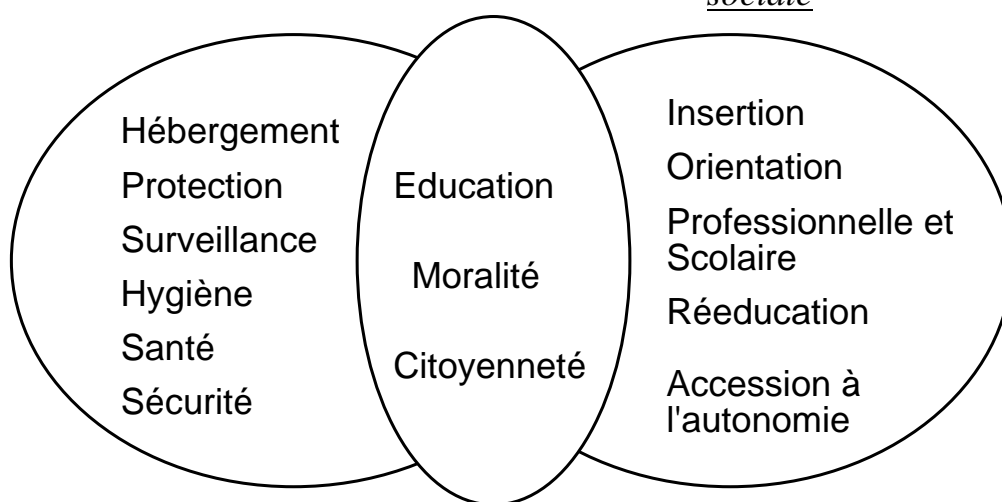 sociale
Hébergement
Protection
Surveillance
Hygiène
Santé
Sécurité
Education
Moralité
Citoyenneté
Insertion
Orientation
Professionnelle et
Scolaire
Réeducation
Accession à
l'autonomie